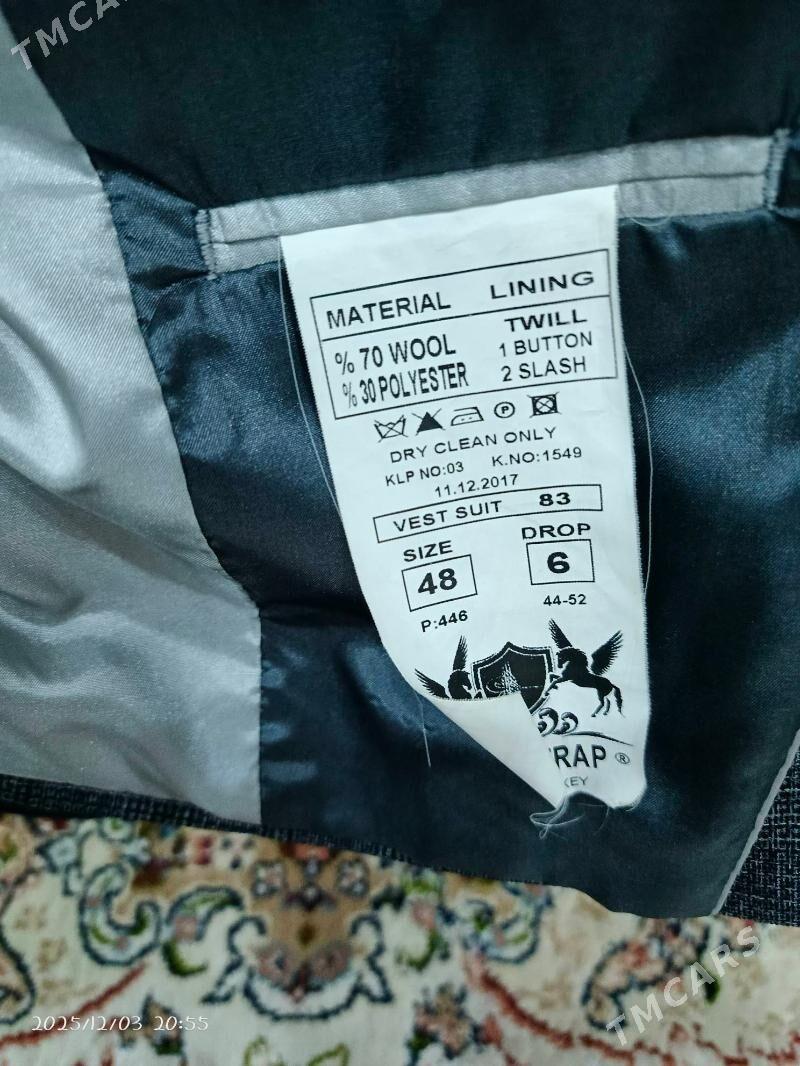 TMCARS
MATERIAL LINING
% 70 WOOL TWILL
% 30 POLYESTER 1 BUTTON
2 SLASH
P
DRY CLEAN ONLY
KLP NO:03 K.NO:1549
11.12.2017
VEST SUIT 83
SIZE DROP
48 6
P:446 44-52
RAP ®
KEY
TMCARS
2025/12/03 20:55